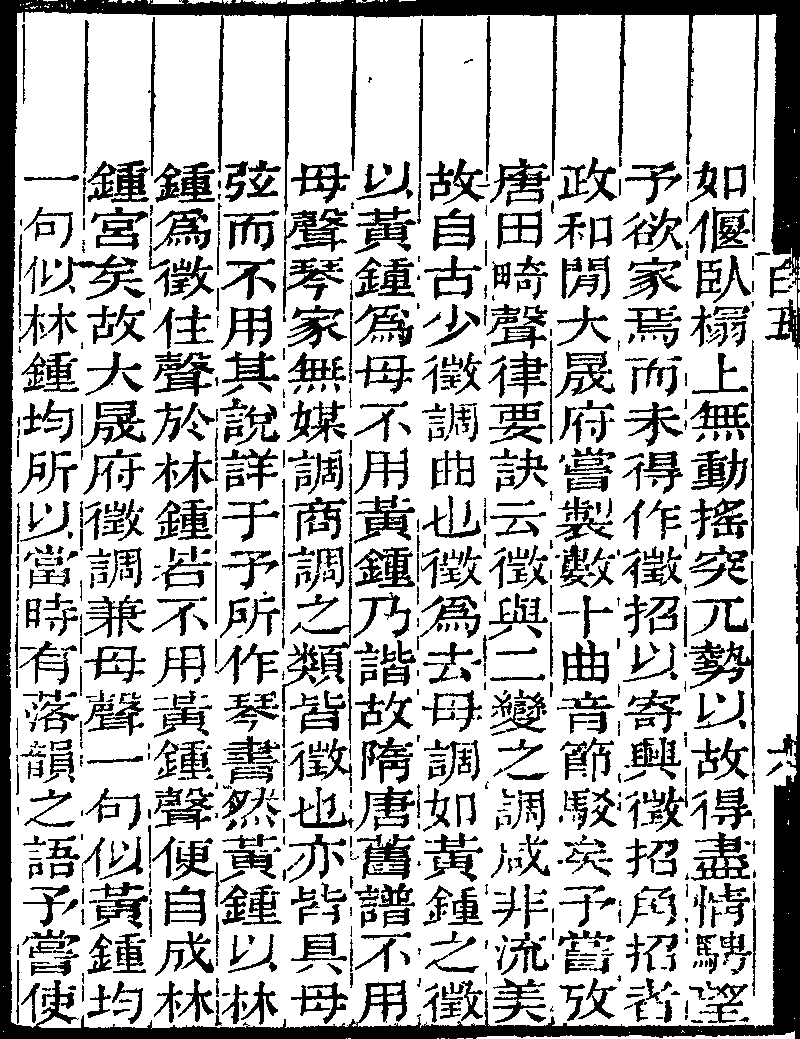 如偃臥榻上無動搖突兀勢以故得盡情騁望
予欲家焉而未得作徵招以寄興徵招角招者
政和閒大晟府嘗製數十曲音節駁矣予嘗攷
唐田畸聲律要訣云徵與二變之調咸非流美
故自古少徵調曲也徵為去母調如黃鍾之徵
以黃鍾為母不用黃鍾乃諧故隋唐舊譜不用
母聲琴家無媒調商調之類皆徵也亦皆具母
弦而不用其說詳于予所作琴書然黃鍾以林
鍾為徵住聲於林鍾若不用黃鍾聲便自成林
鍾宮矣故大晟府徵調兼母聲一句似黃鍾均
一句似林鍾均所以當時有落韻之語予嘗使
白五
六